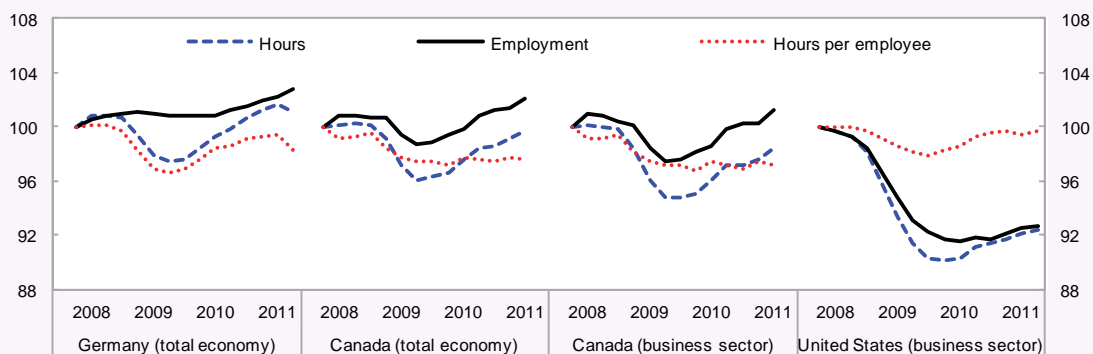 108 108
Hours Employment Hours per employee
104 104
100 100
96 96
92 92
88 88
2008 2009 2010 2011 2008 2009 2010 2011 2008 2009 2010 2011 2008 2009 2010 2011
Germany (total economy) Canada (total economy) Canada (business sector) United States (business sector)